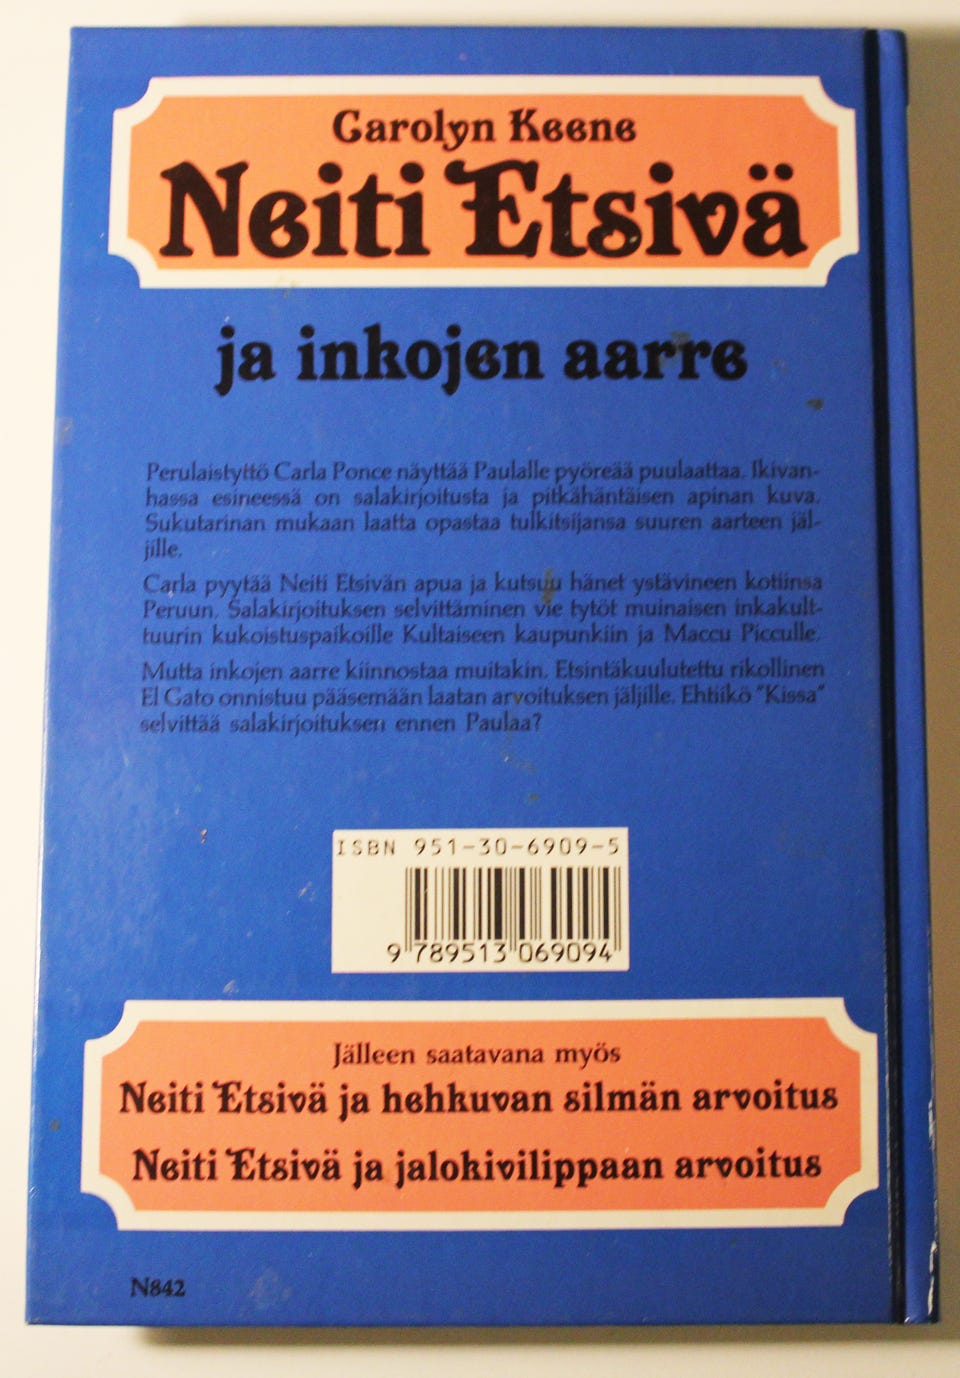 Carolyn Keene
Neiti Etsivä
ja inkojen aarre
Perulaistyttö Carla Ponce näyttää Paulalle pyöreää puulaattaa. Ikivan-
hassa esineessä on salakirjoitusta ja pitkähäntäisen apinan kuva.
Sukutarinan mukaan laatta opastaa tulkitsijansa suuren aarteen jäl-
jille.
Carla pyytää Neiti Etsivän apua ja kutsuu hänet ystävineen kotiinsa
Peruun. Salakirjoituksen selvittäminen vie tytöt muinaisen inkakult-
tuurin kukoistuspaikoille Kultaiseen kaupunkiin ja Maccu Picculle.
Mutta inkojen aarre kiinnostaa muitakin. Etsintäkuulutettu rikollinen
El Gato onnistuu pääsemään laatan arvoituksen jäljille. Ehtiikö "Kissa"
selvittää salakirjoituksen ennen Paulaa?
ISBN 951-30-6909-5
9 789513 069094
Jälleen saatavana myös
Neiti Etsivä ja hehkuvan silmän arvoitus
Neiti Etsivä ja jalokivilippaan arvoitus
N842